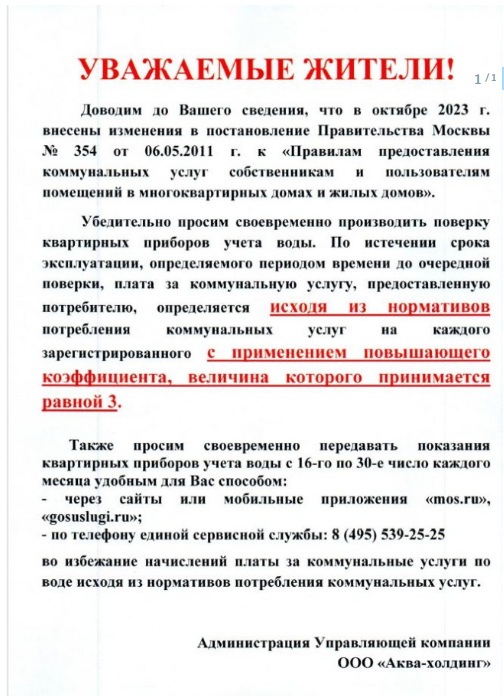 УВАЖАЕМЫЕ ЖИТЕЛИ!
1 /1
Доводим до Вашего сведения, что в октябре 2023 г.
внесены изменения в постановление Правительства Москвы
№ 354 от 06.05.2011 г. к «Правилам предоставления
коммунальных услуг собственникам и пользователям
помещений в многоквартирных домах и жилых домов».
Убедительно просим своевременно производить поверку
квартирных приборов учета воды. По истечении срока
эксплуатации, определяемого периодом времени до очередной
поверки, плата за коммунальную услугу, предоставленную
потребителю, определяется исходя из нормативов
потребления коммунальных услуг на каждого
зарегистрированного с применением повышающего
коэффициента, величина которого принимается
равной 3.
Также просим своевременно передавать показания
квартирных приборов учета воды с 16-го по 30-е число каждого
месяца удобным для Вас способом:
- через сайты или мобильные приложения «mos.ru»,
«gosuslugi.ru»;
- по телефону единой сервисной службы: 8 (495) 539-25-25
во избежание начислений платы за коммунальные услуги по
воде исходя из нормативов потребления коммунальных услуг.
Администрация Управляющей компании
ООО «Аква-холдинг»